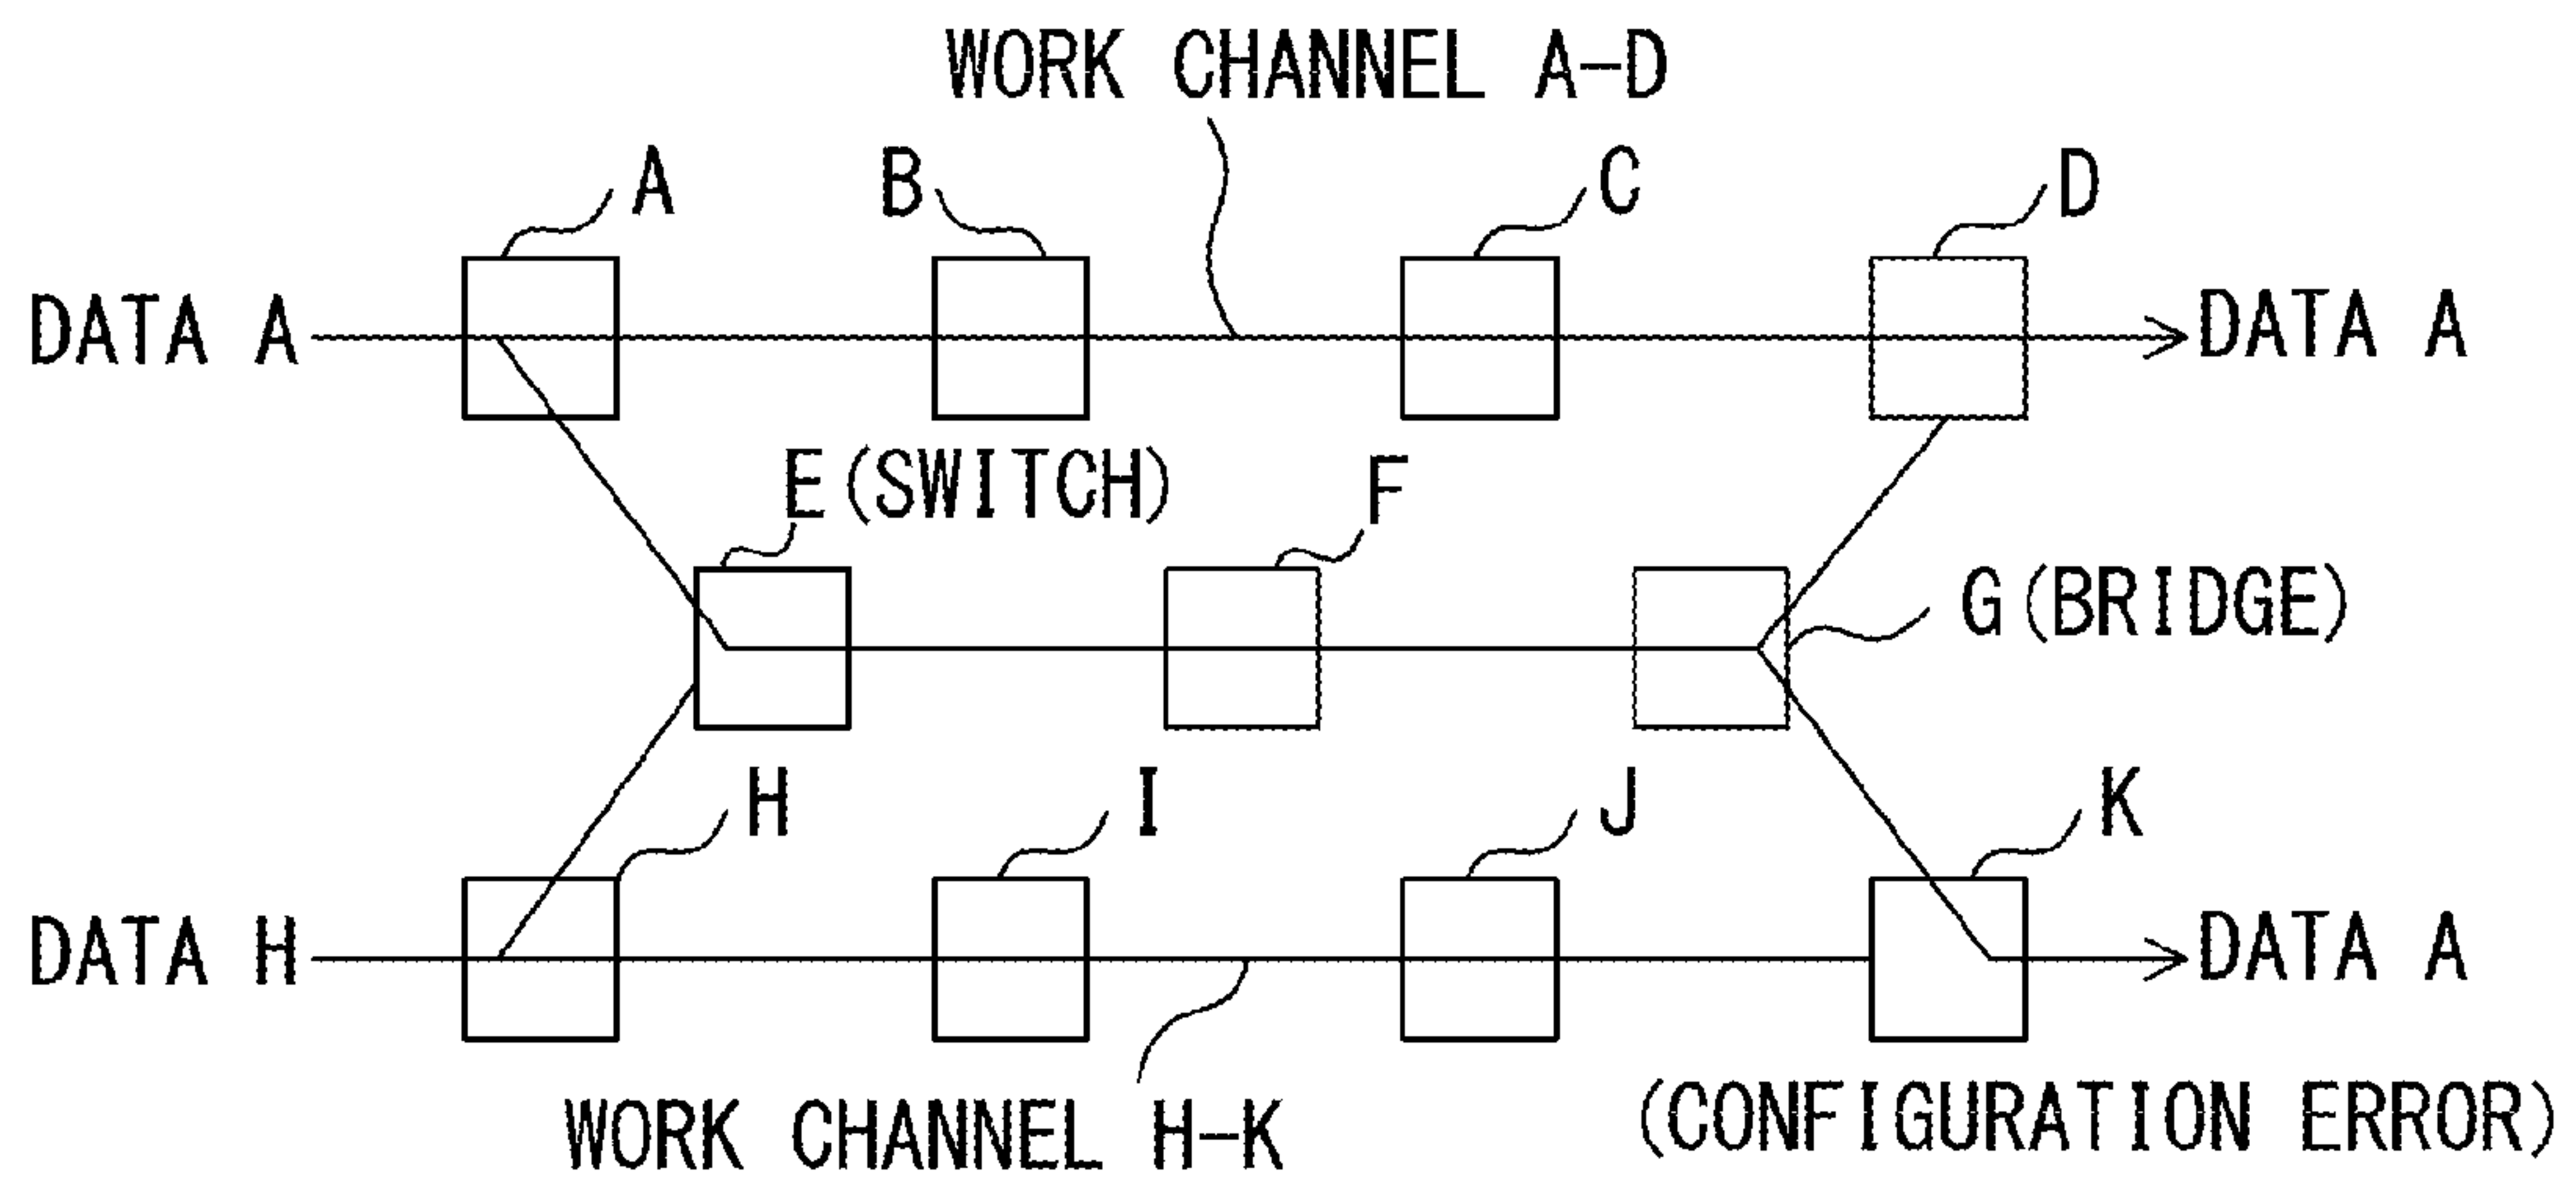 WORK CHANNEL A-D
A
B
C
D
DATA A
DATA A
E(SWITCH)
F
G(BRIDGE)
H
I
J
K
DATA H
DATA A
WORK CHANNEL H-K
(CONFIGURATION ERROR)